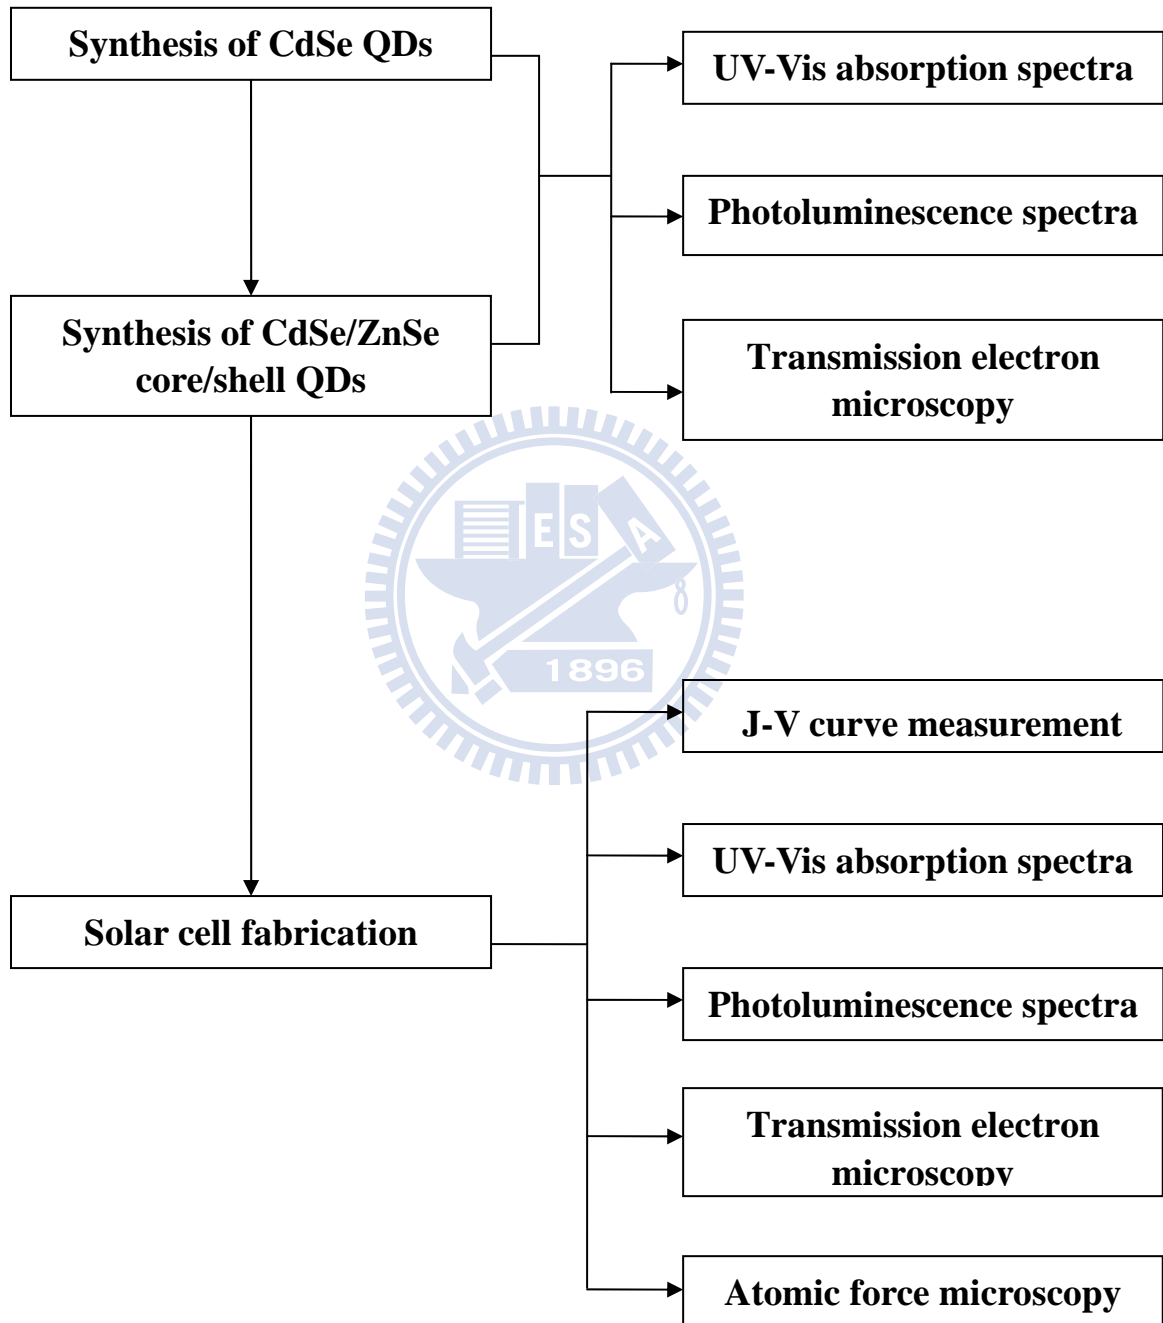 Synthesis of CdSe QDs
UV-Vis absorption spectra
Photoluminescence spectra
Synthesis of CdSe/ZnSe
core/shell QDs
Transmission electron
microscopy
E S A
1896
J-V curve measurement
UV-Vis absorption spectra
Solar cell fabrication
Photoluminescence spectra
Transmission electron
microscopy
Atomic force microscopy